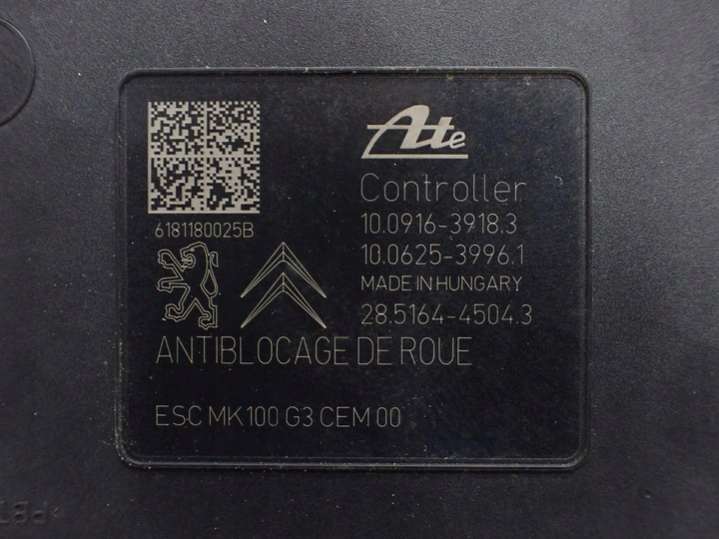 Ate
Controller
10.0916-3918.3
10.0625-3996.1
MADE IN HUNGARY
28.5164-4504.3
6181180025B
ANTIBLOCAGE DE ROUE
ESC MK100 G3 CEM 00